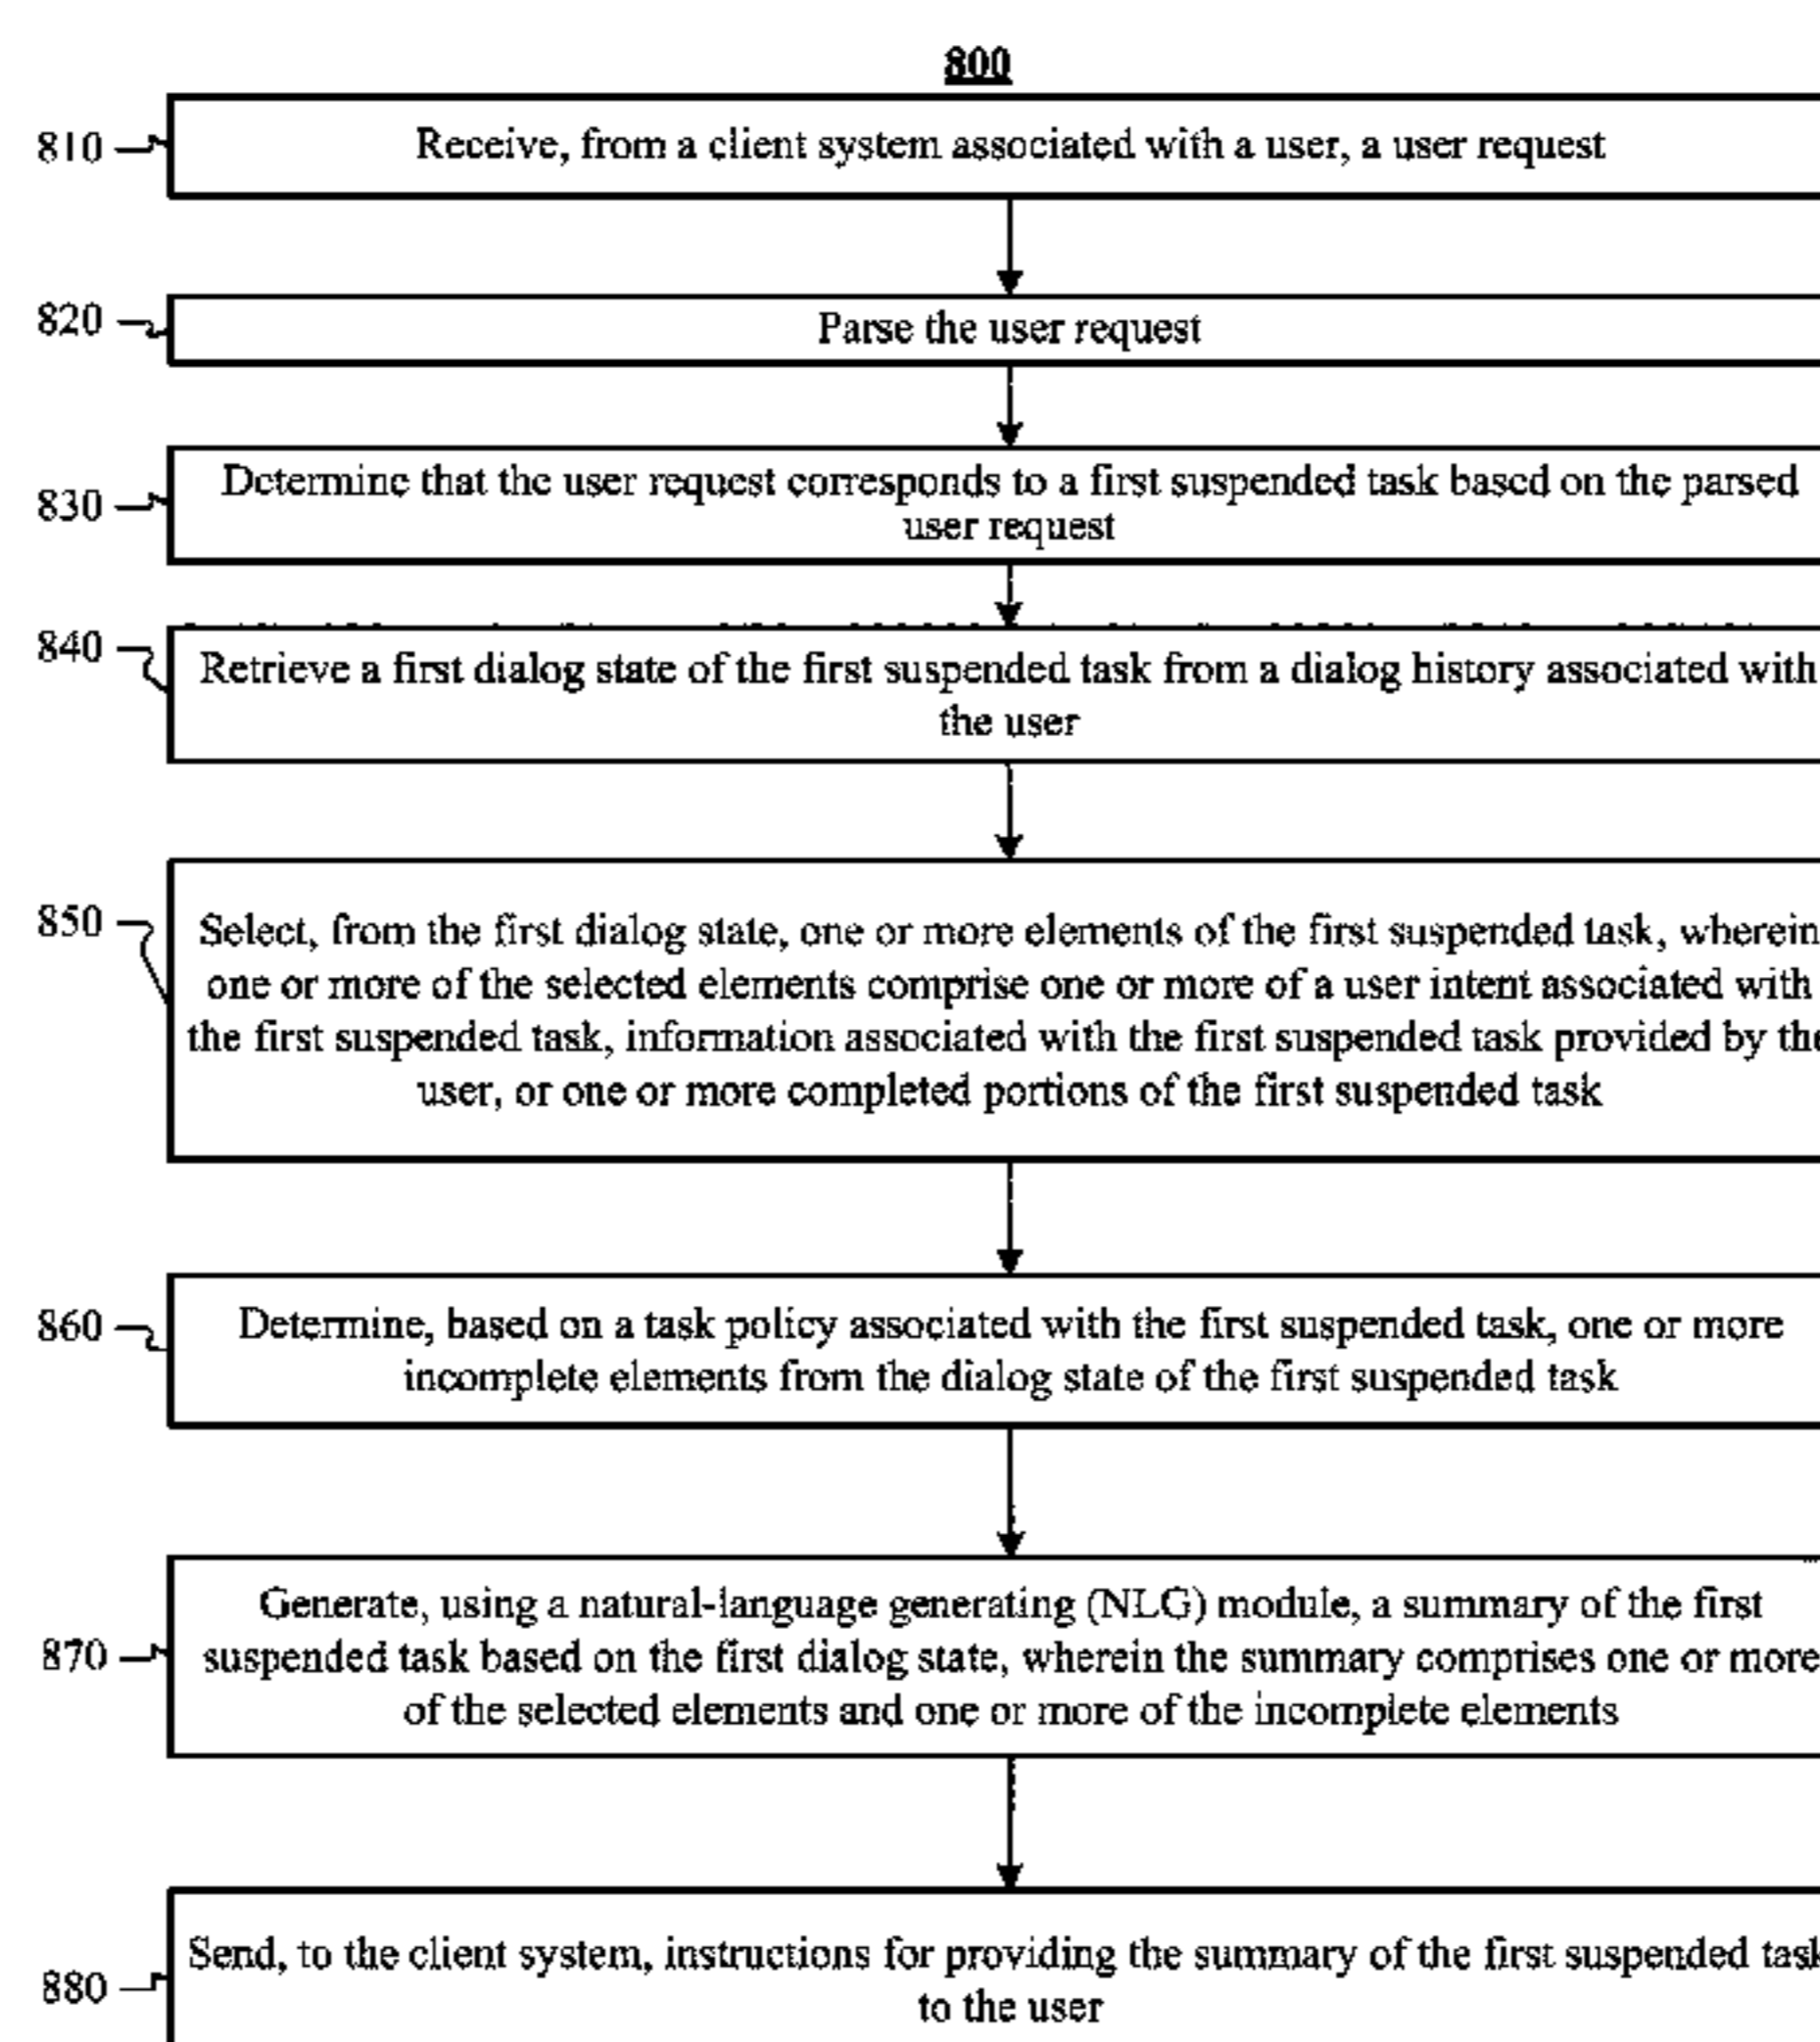 800
810
Receive, from a client system associated with a user, a user request
820
Parse the user request
830
Determine that the user request corresponds to a first suspended task based on the parsed
user request
840
Retrieve a first dialog state of the first suspended task from a dialog history associated with
the user
850
Select, from the first dialog state, one or more elements of the first suspended task, wherein
one or more of the selected elements comprise one or more of a user intent associated with
the first suspended task, information associated with the first suspended task provided by the
user, or one or more completed portions of the first suspended task
860
Determine, based on a task policy associated with the first suspended task, one or more
incomplete elements from the dialog state of the first suspended task
870
Generate, using a natural-language generating (NLG) module, a summary of the first
suspended task based on the first dialog state, wherein the summary comprises one or more
of the selected elements and one or more of the incomplete elements
880
Send, to the client system, instructions for providing the summary of the first suspended task
to the user